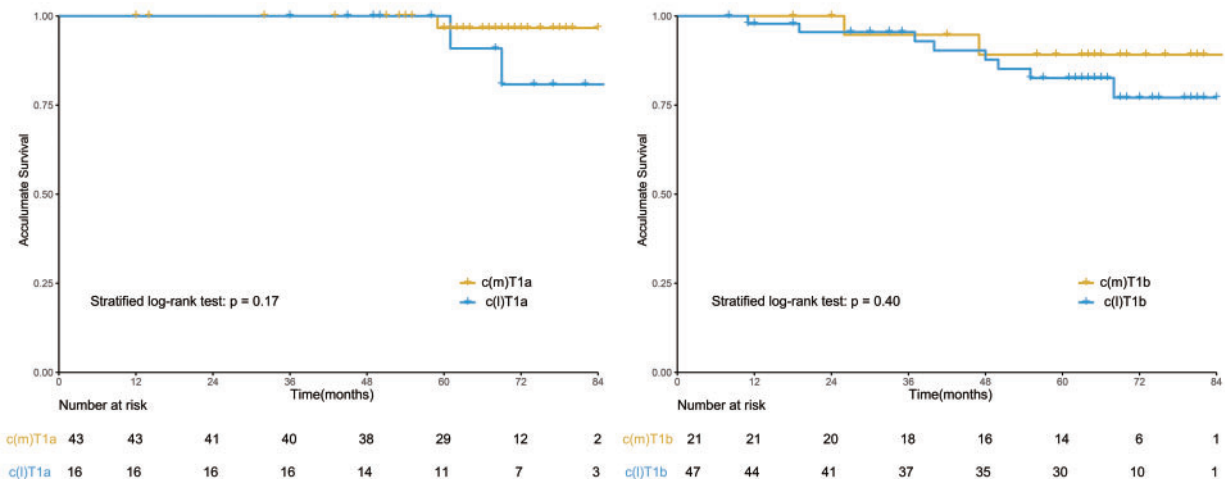 1.00
0.75
0.50
0.25
0.00
Acculumate Survival
c(m)T1a
c(l)T1a
Stratified log-rank test: p = 0.17
0 12 24 36 48 60 72 84
Time(months)
Number at risk
c(m)T1a 43 43 41 40 38 29 12 2
c(l)T1a 16 16 16 16 14 11 7 3
1.00
0.75
0.50
0.25
0.00
Acculumate Survival
c(m)T1b
c(l)T1b
Stratified log-rank test: p = 0.40
0 12 24 36 48 60 72 84
Time(months)
Number at risk
c(m)T1b 21 21 20 18 16 14 6 1
c(l)T1b 47 44 41 37 35 30 10 1